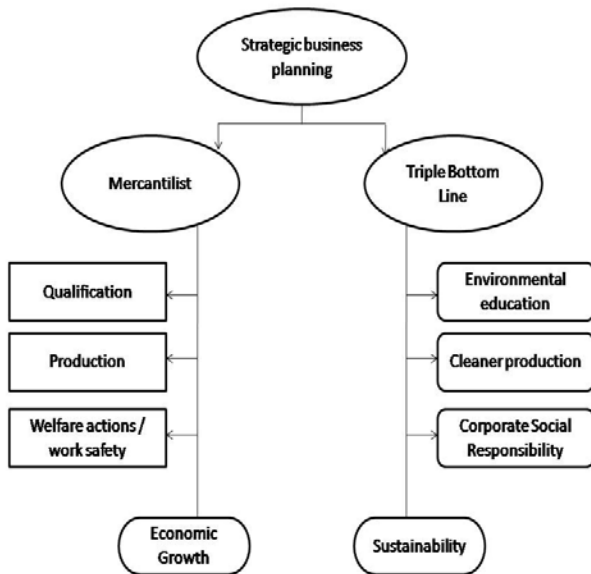 Strategic business
planning
Mercantilist
Triple Bottom
Line
Qualification
Environmental
education
Production
Cleaner production
Welfare actions /
work safety
Corporate Social
Responsibility
Economic
Growth
Sustainability